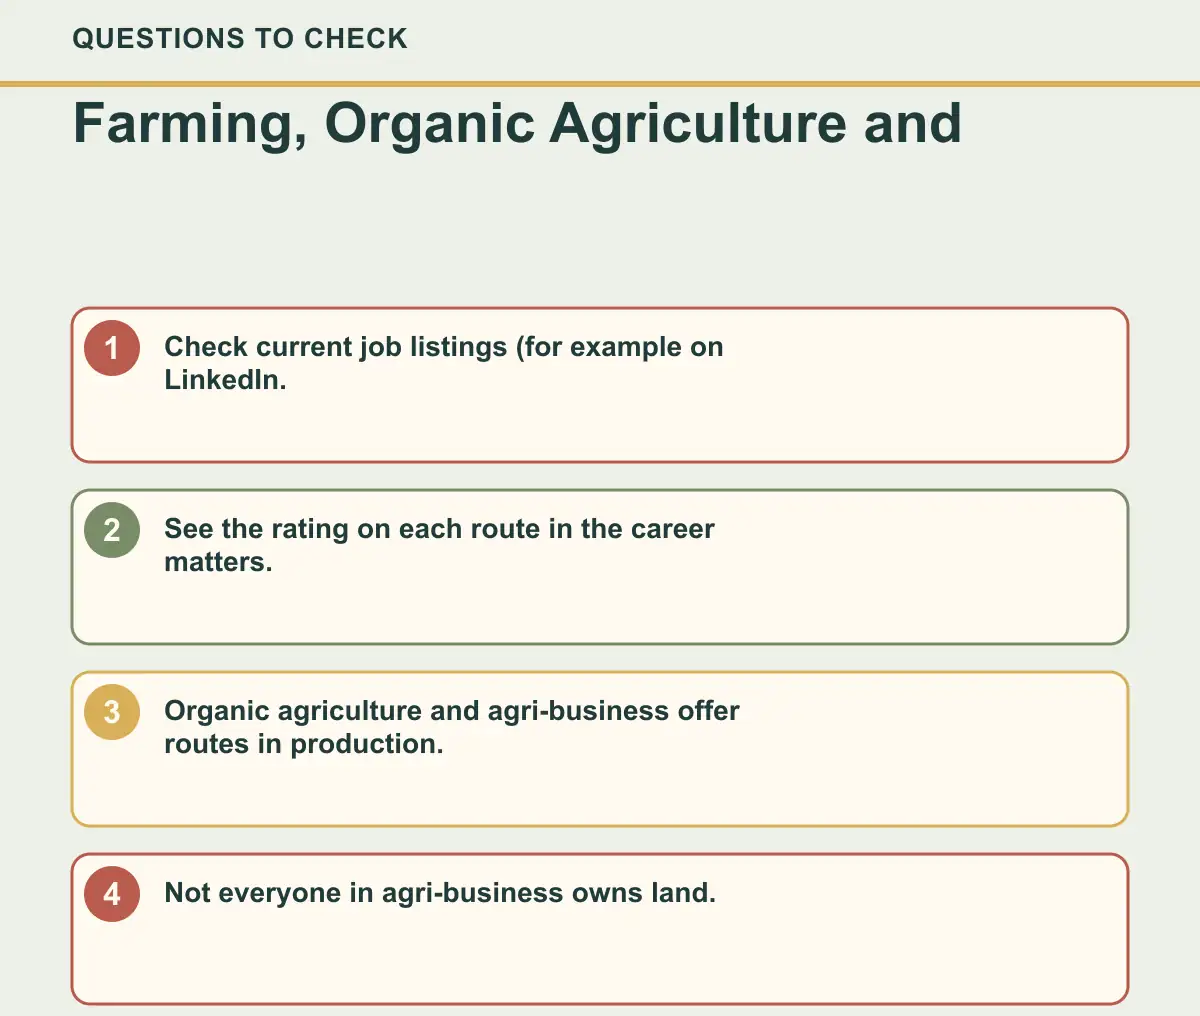 QUESTIONS TO CHECK
Farming, Organic Agriculture and
1
Check current job listings (for example on
LinkedIn.
2
See the rating on each route in the career
matters.
3
Organic agriculture and agri-business offer
routes in production.
4
Not everyone in agri-business owns land.